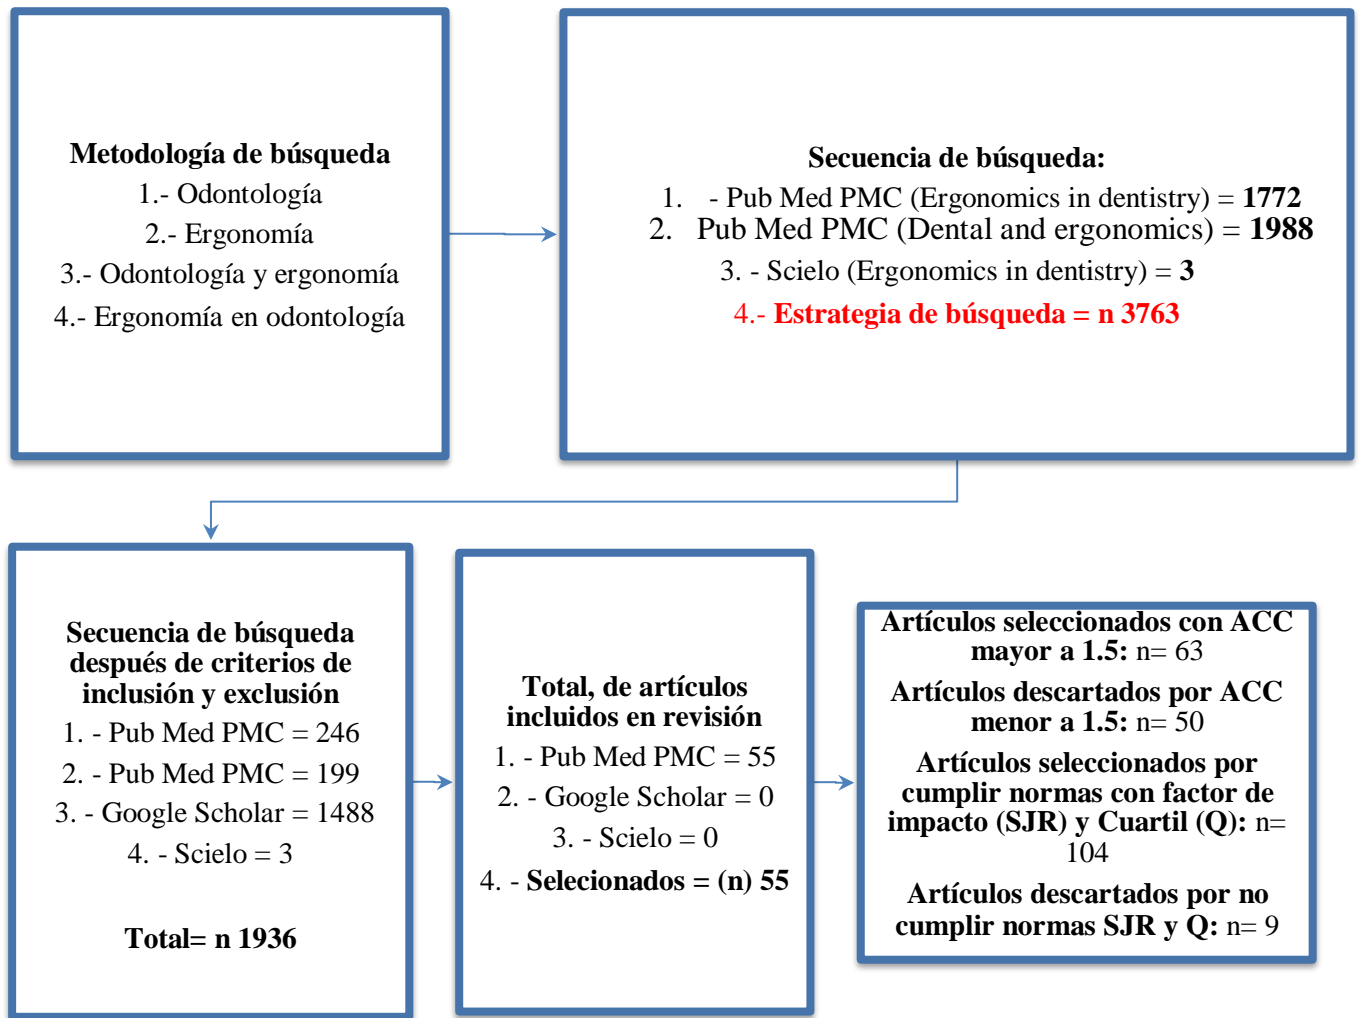 Metodología de búsqueda
1.- Odontología
2.- Ergonomía
3.- Odontología y ergonomía
4.- Ergonomía en odontología
Secuencia de búsqueda:
1. - Pub Med PMC (Ergonomics in dentistry) = 1772
2. Pub Med PMC (Dental and ergonomics) = 1988
3. - Scielo (Ergonomics in dentistry) = 3
4.- Estrategia de búsqueda = n 3763
Secuencia de búsqueda
después de criterios de
inclusión y exclusión
1. - Pub Med PMC = 246
2. - Pub Med PMC = 199
3. - Google Scholar = 1488
4. - Scielo = 3
Total= n 1936
Total, de artículos
incluidos en revisión
1. - Pub Med PMC = 55
2. - Google Scholar = 0
3. - Scielo = 0
4. - Selecionados = (n) 55
Artículos seleccionados con ACC
mayor a 1.5: n= 63
Artículos descartados por ACC
menor a 1.5: n= 50
Artículos seleccionados por
cumplir normas con factor de
impacto (SJR) y Cuartil (Q): n=
104
Artículos descartados por no
cumplir normas SJR y Q: n= 9